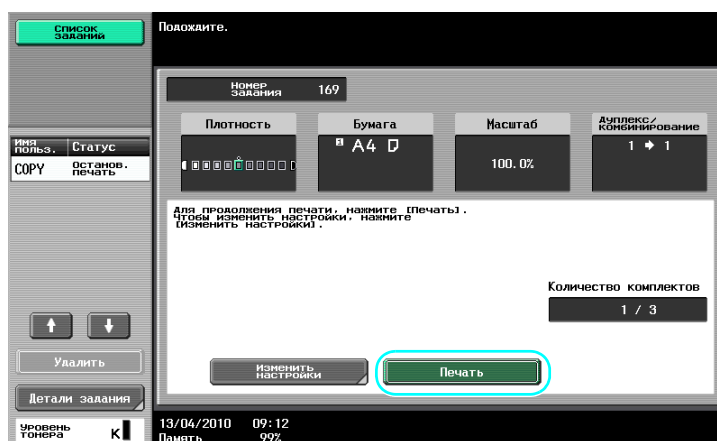 Список
заданий
Подождите.
Номер
задания 169
Плотность
Бумага
Масштаб
Дуплекс/
Комбинирование
1 A4
100.0%
1 → 1
Имя
польз. Статус
COPY Останов.
печать
Для продолжения печати, нажмите [Печать].
Чтобы изменить настройки, нажмите
[Изменить настройки].
Количество комплектов
1 / 3
Удалить
Изменить
настройки
Печать
Детали задания
Уровень
тонера K
13/04/2010 09:12
Память 99%